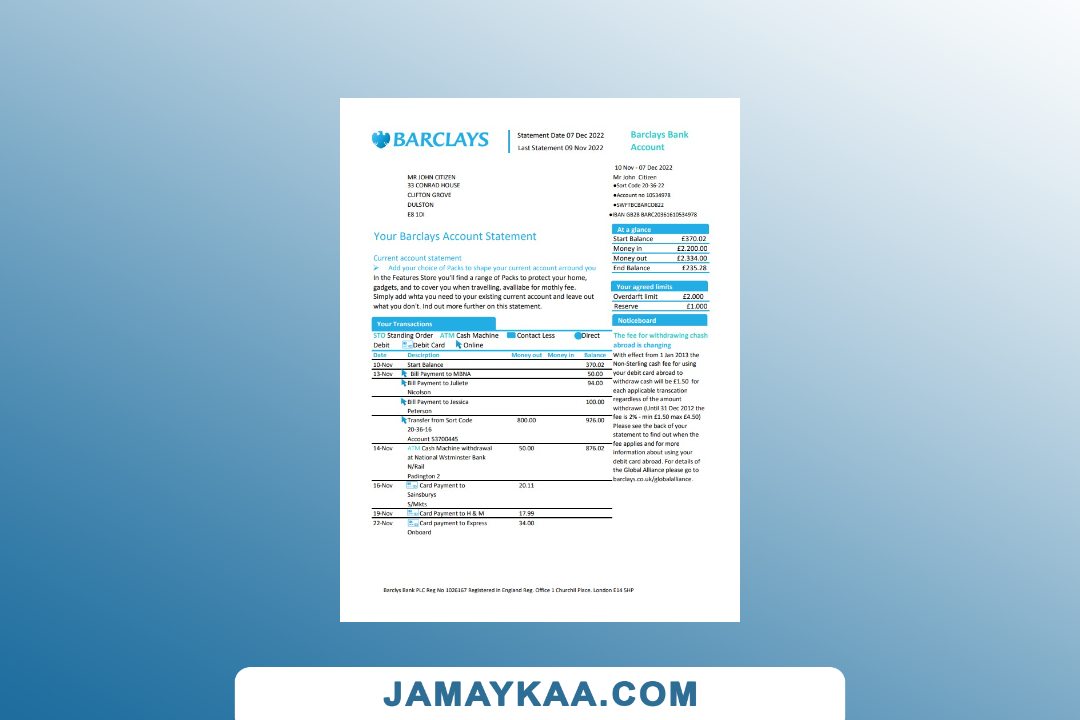 BARCLAYS
Statement Date 07 Dec 2022
Last Statement 09 Nov 2022
Barclays Bank
Account
MR JOHN CITIZEN
33 CONRAD HOUSE
CLIFTON GROVE
DULSTON
E8 1DI
10 Nov - 07 Dec 2022
Mr John Citizen
●Sort Code 20-36-22
●Account no 10534978
●SWFTBCBARCOB22
●IBAN GB2B BARC20361610534978
Your Barclays Account Statement
Current account statement
➢ Add your choice of Packs to shape your current account arround you
In the Features Store you'll find a range of Packs to protect your home,
gadgets, and to cover you when travelling, availiabe for mothly fee.
Simply add whta you need to your existing current account and leave out
what you don't. Ind out more further on this statement.
At a glance
Start Balance £370.02
Money in £2.200.00
Money out £2.334.00
End Balance £235.28
Your agreed limits
Overdarft limit £2.000
Reserve £1.000
Noticeboard
The fee for withdrawing chash
abroad is changing
With effect from 1 Jan 2013 the
Non-Sterling cash fee for using
your debit card abroad to
withdraw cash will be £1.50 for
each applicable transcation
regardless of the amount
withdrawn (Until 31 Dec 2012 the
fee is 2% - min £1.50 max £4.50)
Please see the back of your
statement to find out when the
fee applies and for more
information about using your
debit card abroad. For details of
the Global Alliance please go to
barclays.co.uk/globalalliance.
Your Transactions
STO Standing Order ATM Cash Machine Contact Less Direct
Debit Debit Card Online
Date Description Money out Money in Balance
10-Nov Start Balance 370.02
13-Nov Bill Payment to MBNA 50.00
Bill Payment to Juliete 94.00
Nicolson
Bill Payment to Jessica 100.00
Peterson
Transfer from Sort Code 800.00 926.00
20-36-16
Account 53700445
14-Nov ATM Cash Machine withdrawal 50.00 876.02
at National Wstminster Bank
N/Rail
Padington 2
16-Nov Card Payment to 20.11
Sainsburys
S/Mkts
19-Nov Card Payment to H & M 17.99
22-Nov Card payment to Express 34.00
Onboard
Barclys Bank PLC Reg No 1026167 Registered in England Reg. Office 1 Churchil Place. London E14 5HP
JAMAYKAA.COM